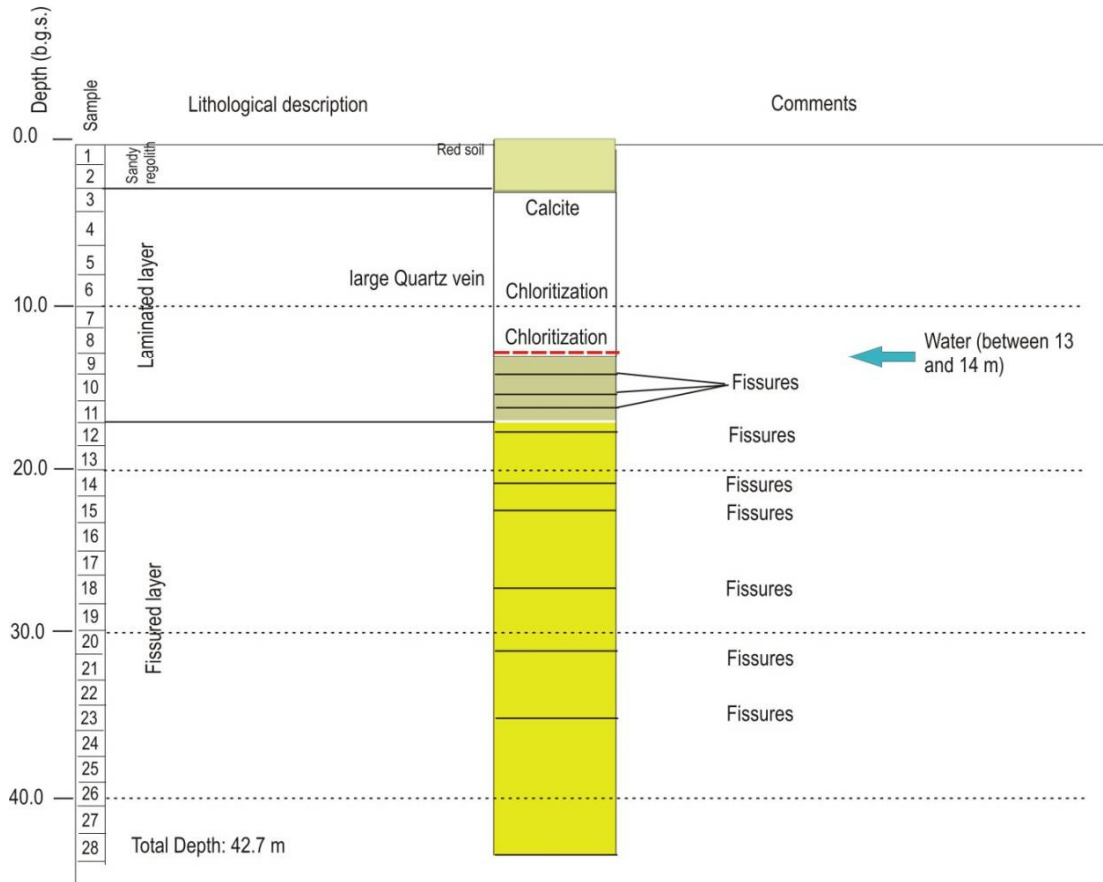 Depth (b.g.s.)
Sample
Lithological description
Comments
0.0
1
Sandy
regolith
Red soil
2
3
Calcite
4
Laminated layer
5
large Quartz vein
6
Chloritization
10.0
7
8
Chloritization
Water (between 13
and 14 m)
9
10
Fissures
11
12
Fissures
13
20.0
14
Fissures
15
Fissures
16
17
18
Fissures
Fissured layer
19
30.0
20
21
Fissures
22
23
Fissures
24
25
40.0
26
27
28
Total Depth: 42.7 m